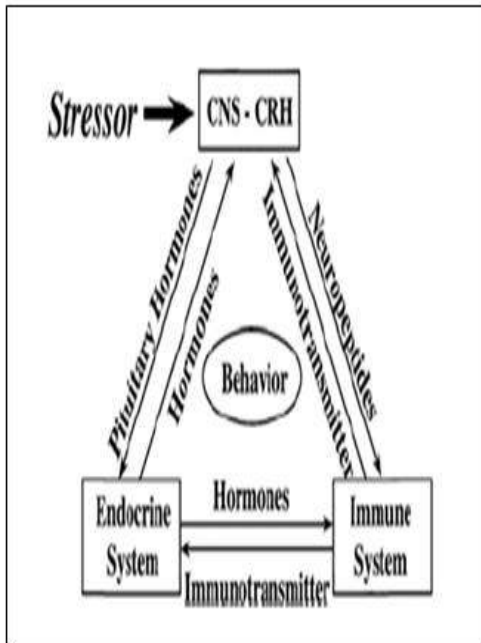 Stressor
CNS - CRH
Pituitary Hormones
Hormones
Immunotransmitter
Neuropeptides
Behavior
Endocrine
System
Hormones
Immunotransmitter
Immune
System